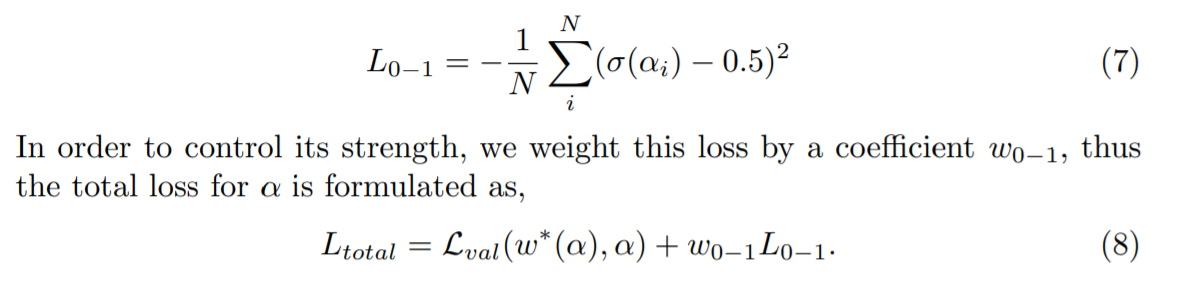 L_{0-1} = -\frac{1}{N} \sum_{i}^{N} (\sigma(\alpha_i) - 0.5)^2 (7)
In order to control its strength, we weight this loss by a coefficient w_{0-1}, thus
the total loss for α is formulated as,
L_{total} = \mathcal{L}_{val}(w^*(\alpha), \alpha) + w_{0-1} L_{0-1}. (8)